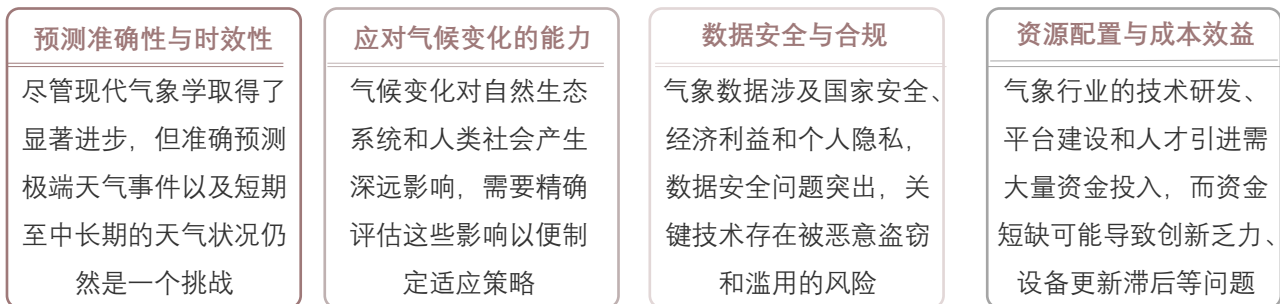 预测准确性与时效性
尽管现代气象学取得了
显著进步，但准确预测
极端天气事件以及短期
至中长期的天气状况仍
然是一个挑战
应对气候变化的能力
气候变化对自然生态
系统和人类社会产生
深远影响，需要精确
评估这些影响以便制
定适应策略
数据安全与合规
气象数据涉及国家安全、
经济利益和个人隐私，
数据安全问题突出，关
键技术存在被恶意盗窃
和滥用的风险
资源配置与成本效益
气象行业的技术研发、
平台建设和人才引进需
大量资金投入，而资金
短缺可能导致创新乏力、
设备更新滞后等问题